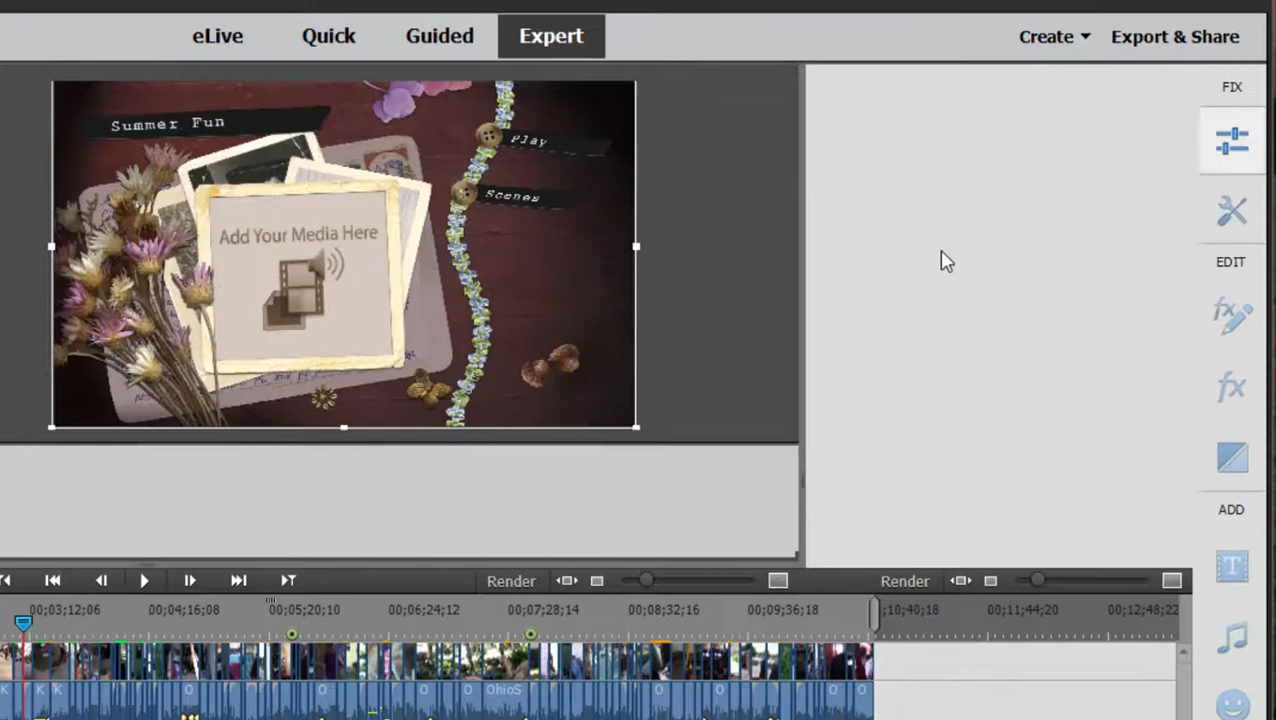 eLive Quick Guided Expert Create Export & Share
FIX
Summer Fun
Play
Scenes
Add Your Media Here
EDIT
ADD
Render Render
00;03;12;06 00;04;16;08 00;05;20;10 00;06;24;12 00;07;28;14 00;08;32;16 00;09;36;18 ;10;40;18 00;11;44;20 00;12;48;22
K K K O O O O OhioS O O O O